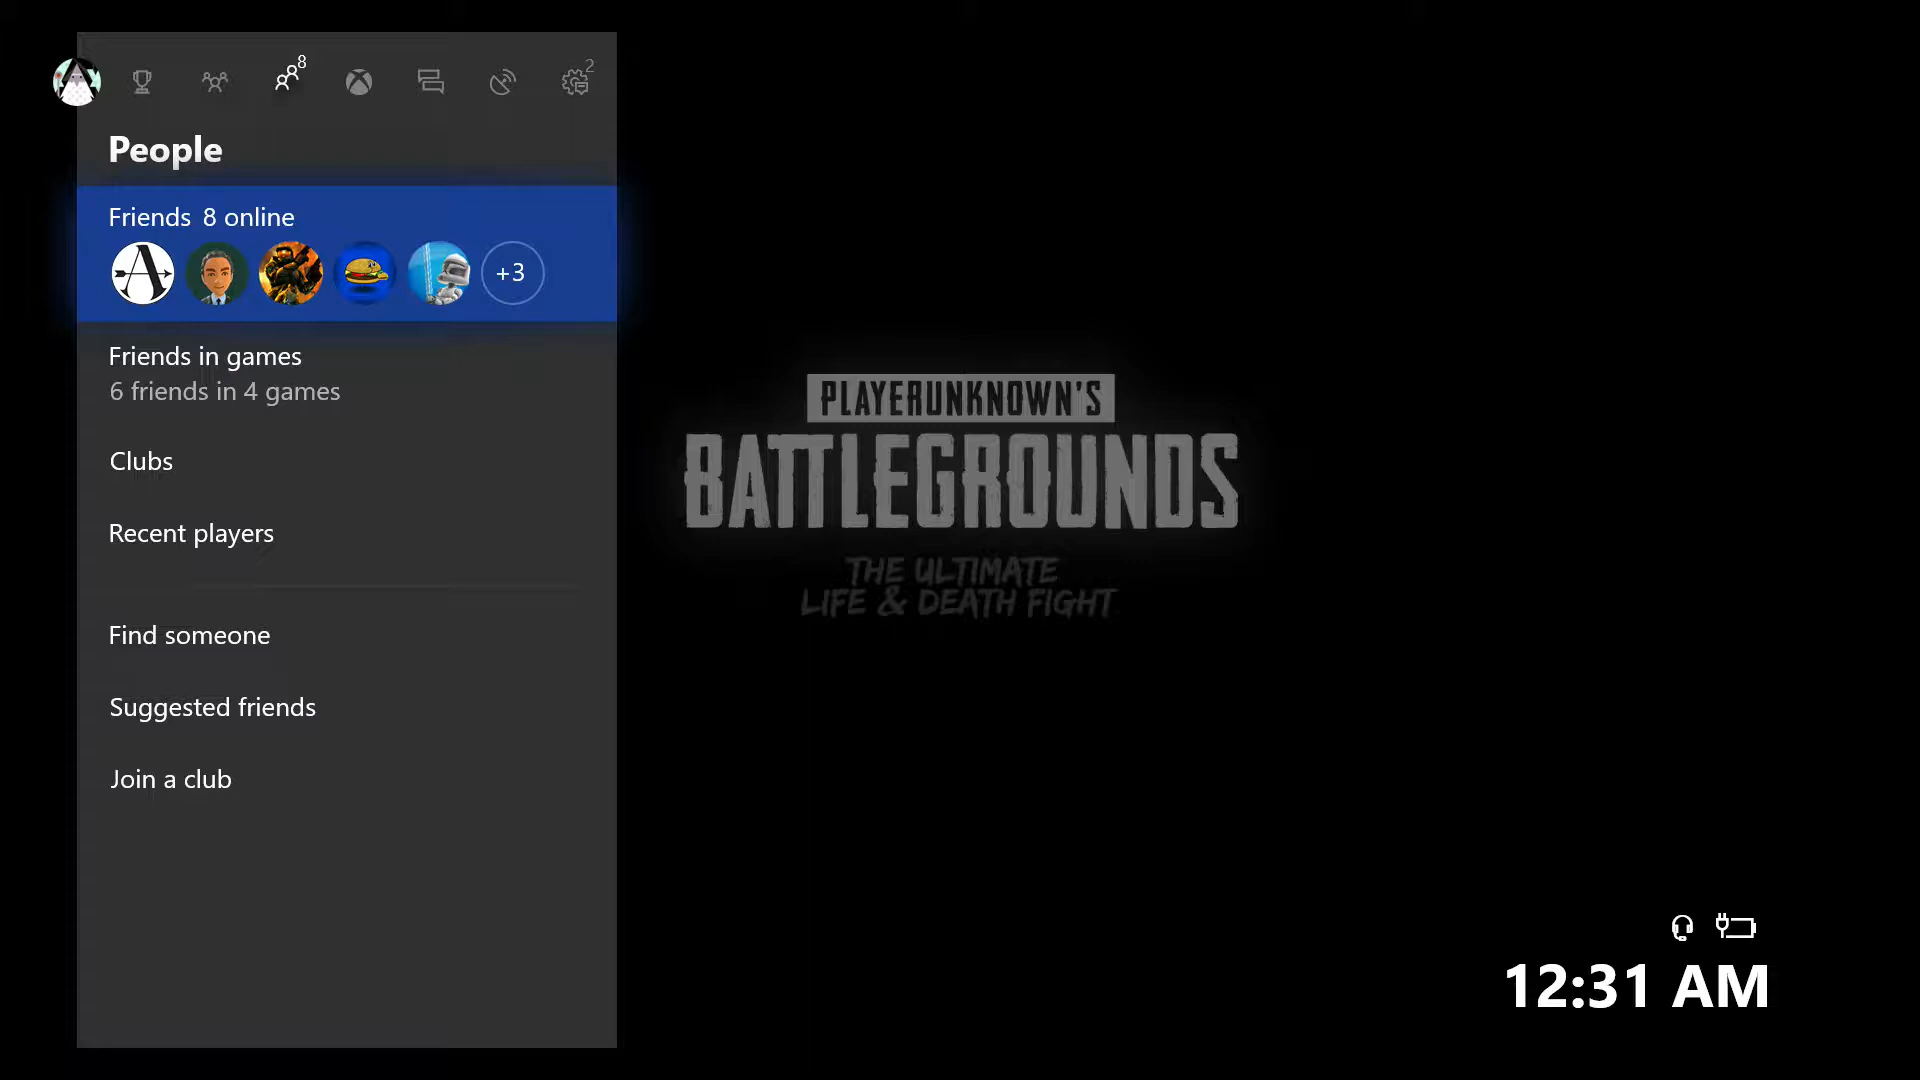 8
2
People
Friends 8 online
+3
Friends in games
6 friends in 4 games
Clubs
Recent players
Find someone
Suggested friends
Join a club
PLAYERUNKNOWN'S
BATTLEGROUNDS
THE ULTIMATE
LIFE & DEATH FIGHT
12:31 AM